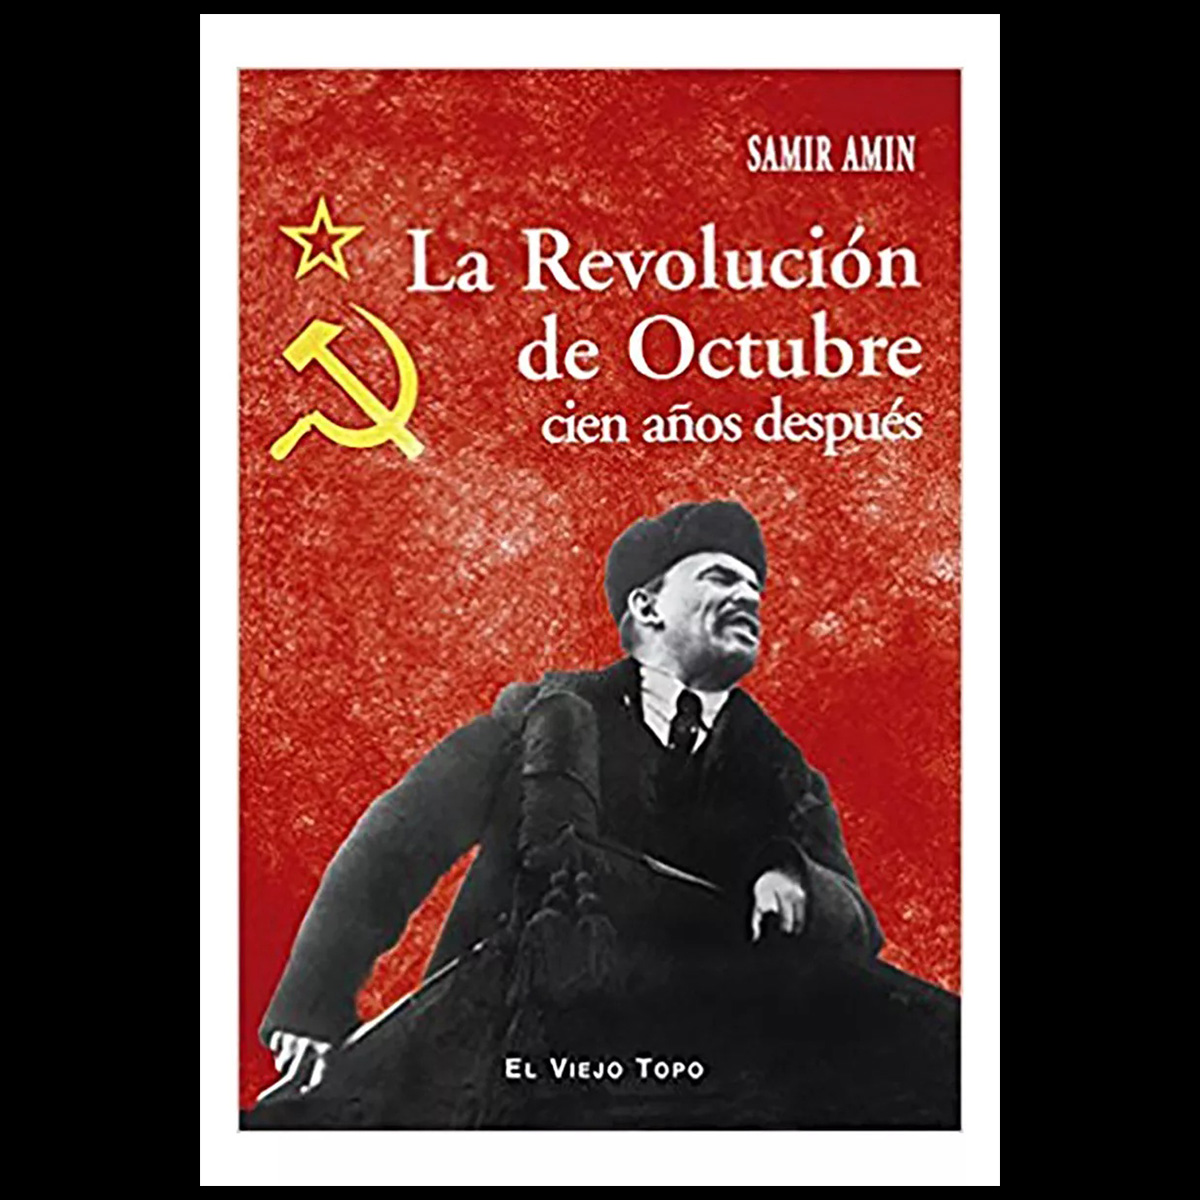 SAMIR AMIN
La Revolución
de Octubre
cien años después
EL VIEJO TOPO